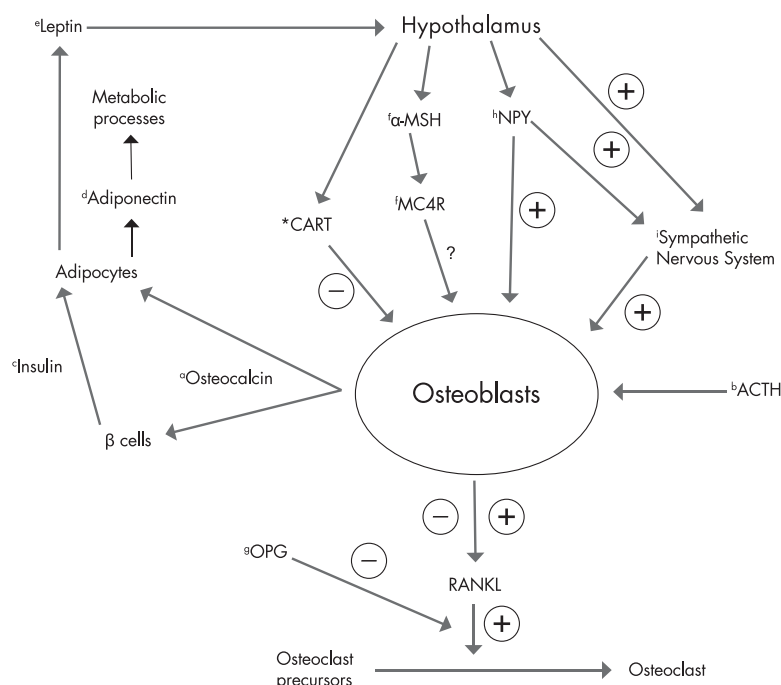 ᵉLeptin
Hypothalamus
Metabolic
processes
+
ᶠα-MSH
ʰNPY
+
ᵈAdiponectin
ᶠMC4R
+
*CART
?
ⁱSympathetic
Nervous System
Adipocytes
−
+
ᶜInsulin
ᵃOsteocalcin
Osteoblasts
ᵇACTH
β cells
−
+
ᵍOPG
−
RANKL
+
Osteoclast
precursors
Osteoclast